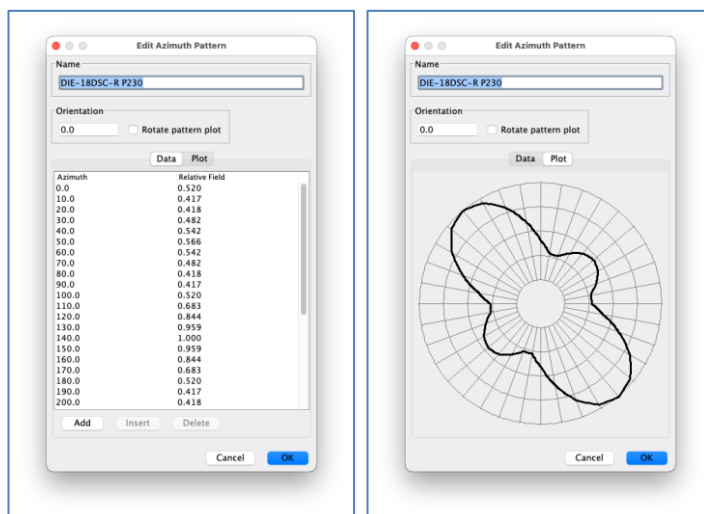 Edit Azimuth Pattern
Name
DIE-18DSC-R P230
Orientation
0.0 Rotate pattern plot
Data Plot
Azimuth Relative Field
0.0 0.520
10.0 0.417
20.0 0.418
30.0 0.482
40.0 0.542
50.0 0.566
60.0 0.542
70.0 0.482
80.0 0.418
90.0 0.417
100.0 0.520
110.0 0.683
120.0 0.844
130.0 0.959
140.0 1.000
150.0 0.959
160.0 0.844
170.0 0.683
180.0 0.520
190.0 0.417
200.0 0.418
Add Insert Delete
Cancel OK
Edit Azimuth Pattern
Name
DIE-18DSC-R P230
Orientation
0.0 Rotate pattern plot
Data Plot
Cancel OK